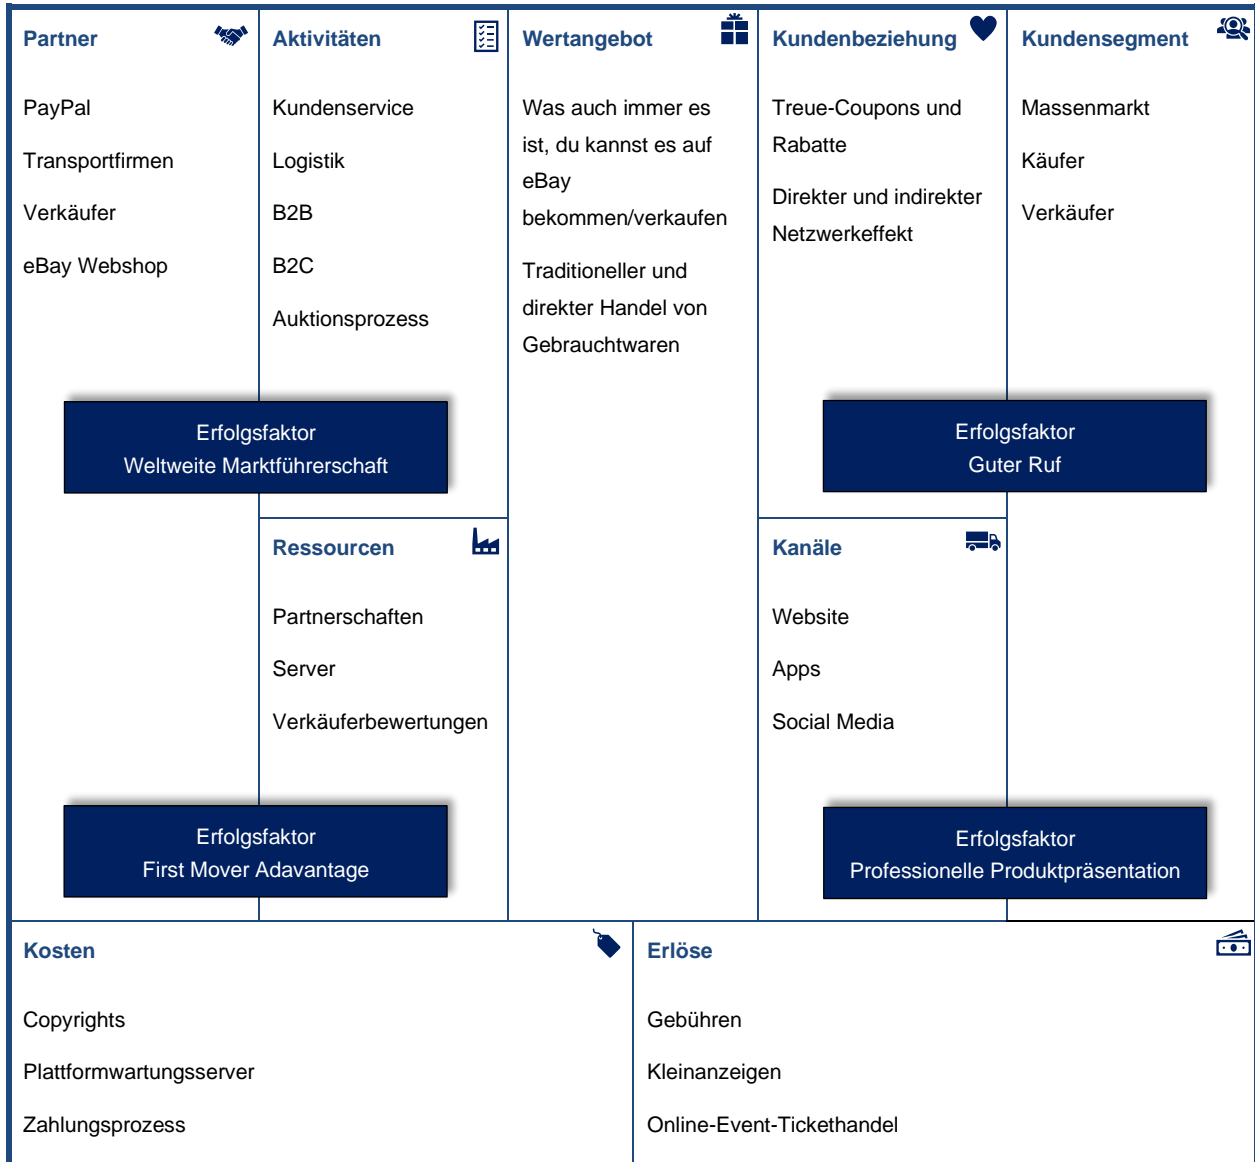 Partner
PayPal
Transportfirmen
Verkäufer
eBay Webshop
Aktivitäten
Kundenservice
Logistik
B2B
B2C
Auktionsprozess
Erfolgsfaktor
Weltweite Marktführerschaft
Ressourcen
Partnerschaften
Server
Verkäuferbewertungen
Erfolgsfaktor
First Mover Adavantage
Wertangebot
Was auch immer es
ist, du kannst es auf
eBay
bekommen/verkaufen
Traditioneller und
direkter Handel von
Gebrauchtwaren
Kundenbeziehung
Treue-Coupons und
Rabatte
Direkter und indirekter
Netzwerkeffekt
Kundensegment
Massenmarkt
Käufer
Verkäufer
Erfolgsfaktor
Guter Ruf
Kanäle
Website
Apps
Social Media
Erfolgsfaktor
Professionelle Produktpräsentation
Kosten
Copyrights
Plattformwartungsserver
Zahlungsprozess
Erlöse
Gebühren
Kleinanzeigen
Online-Event-Tickethandel